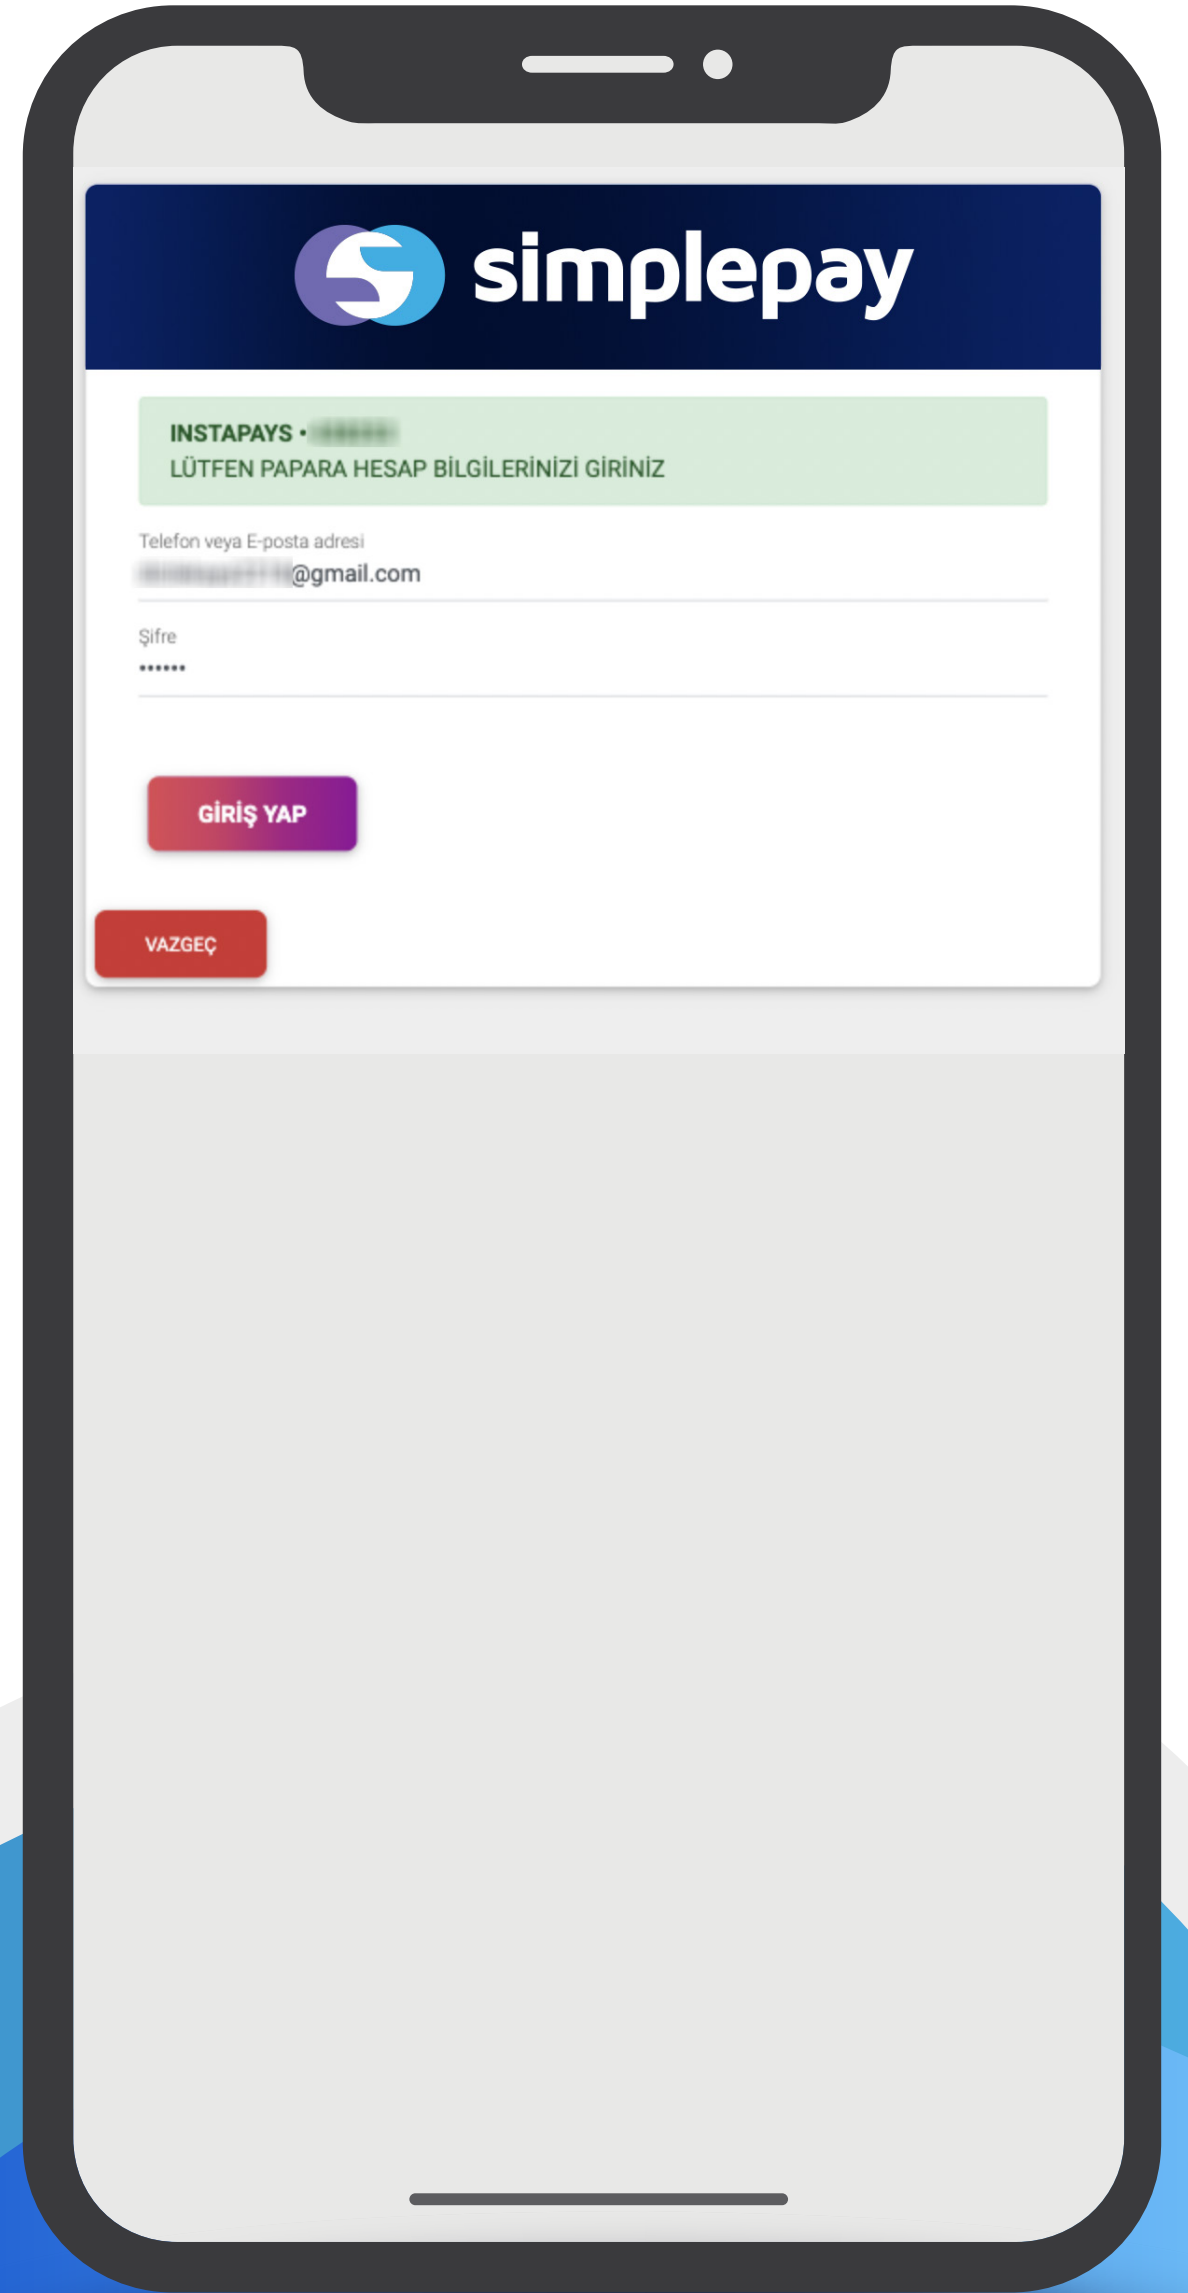 simplepay
INSTAPAYS •
LÜTFEN PAPARA HESAP BİLGİLERİNİZİ GİRİNİZ
Telefon veya E-posta adresi
@gmail.com
Şifre
••••••
GİRİŞ YAP
VAZGEÇ